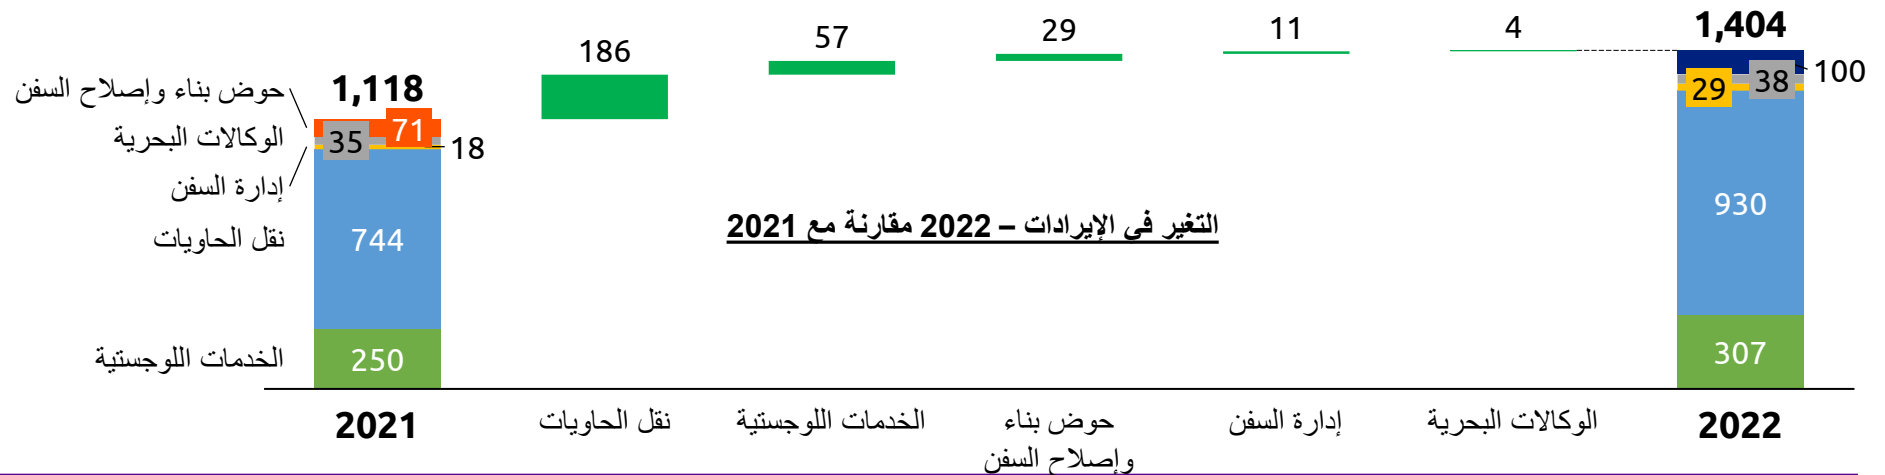 186
57
29
11
4
1,404
100
38
29
930
307
1,118
71
35
18
744
250
حوض بناء وإصلاح السفن
الوكالات البحرية
إدارة السفن
نقل الحاويات
الخدمات اللوجستية
التغير في الإيرادات – 2022 مقارنة مع 2021
2021
نقل الحاويات
الخدمات اللوجستية
حوض بناء
وإصلاح السفن
إدارة السفن
الوكالات البحرية
2022